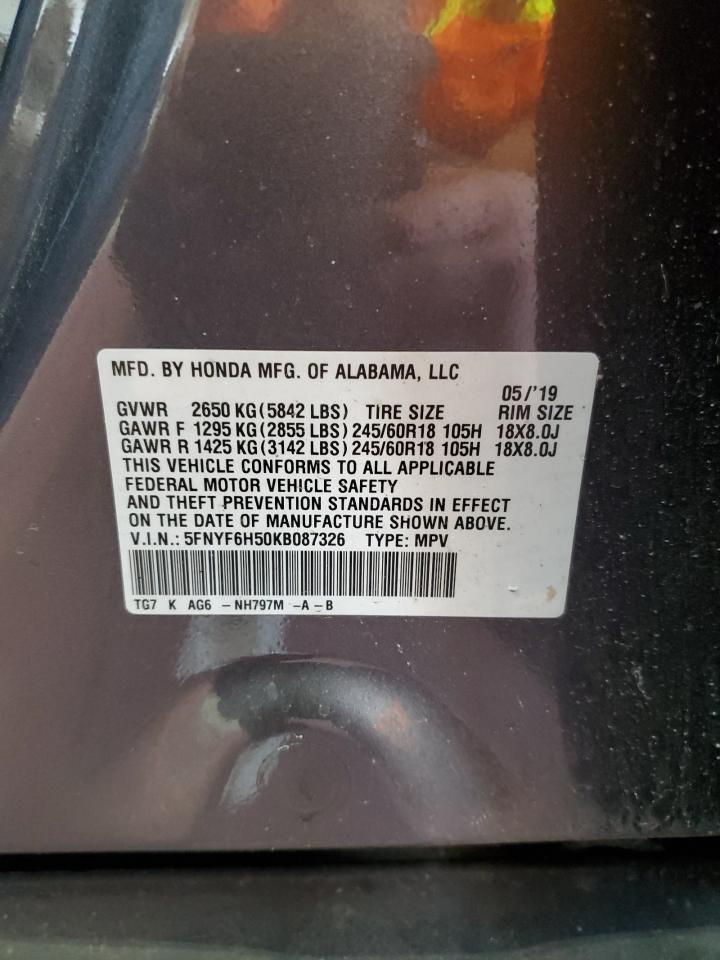 MFD. BY HONDA MFG. OF ALABAMA, LLC
05/'19
GVWR 2650 KG (5842 LBS) TIRE SIZE RIM SIZE
GAWR F 1295 KG (2855 LBS) 245/60R18 105H 18X8.0J
GAWR R 1425 KG (3142 LBS) 245/60R18 105H 18X8.0J
THIS VEHICLE CONFORMS TO ALL APPLICABLE
FEDERAL MOTOR VEHICLE SAFETY
AND THEFT PREVENTION STANDARDS IN EFFECT
ON THE DATE OF MANUFACTURE SHOWN ABOVE.
V.I.N.: 5FNYF6H50KB087326 TYPE: MPV
TG7 K AG6 – NH797M –A – B